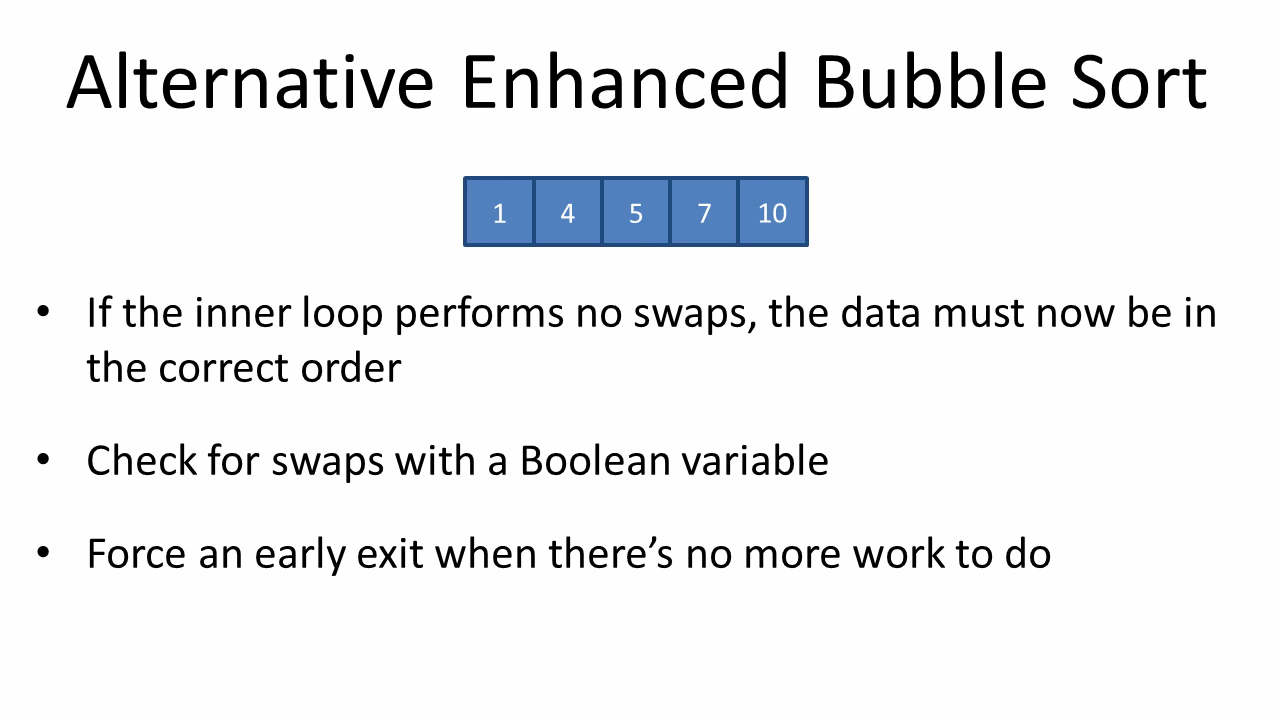 Alternative Enhanced Bubble Sort
1 4 5 7 10
• If the inner loop performs no swaps, the data must now be in
the correct order
• Check for swaps with a Boolean variable
• Force an early exit when there’s no more work to do